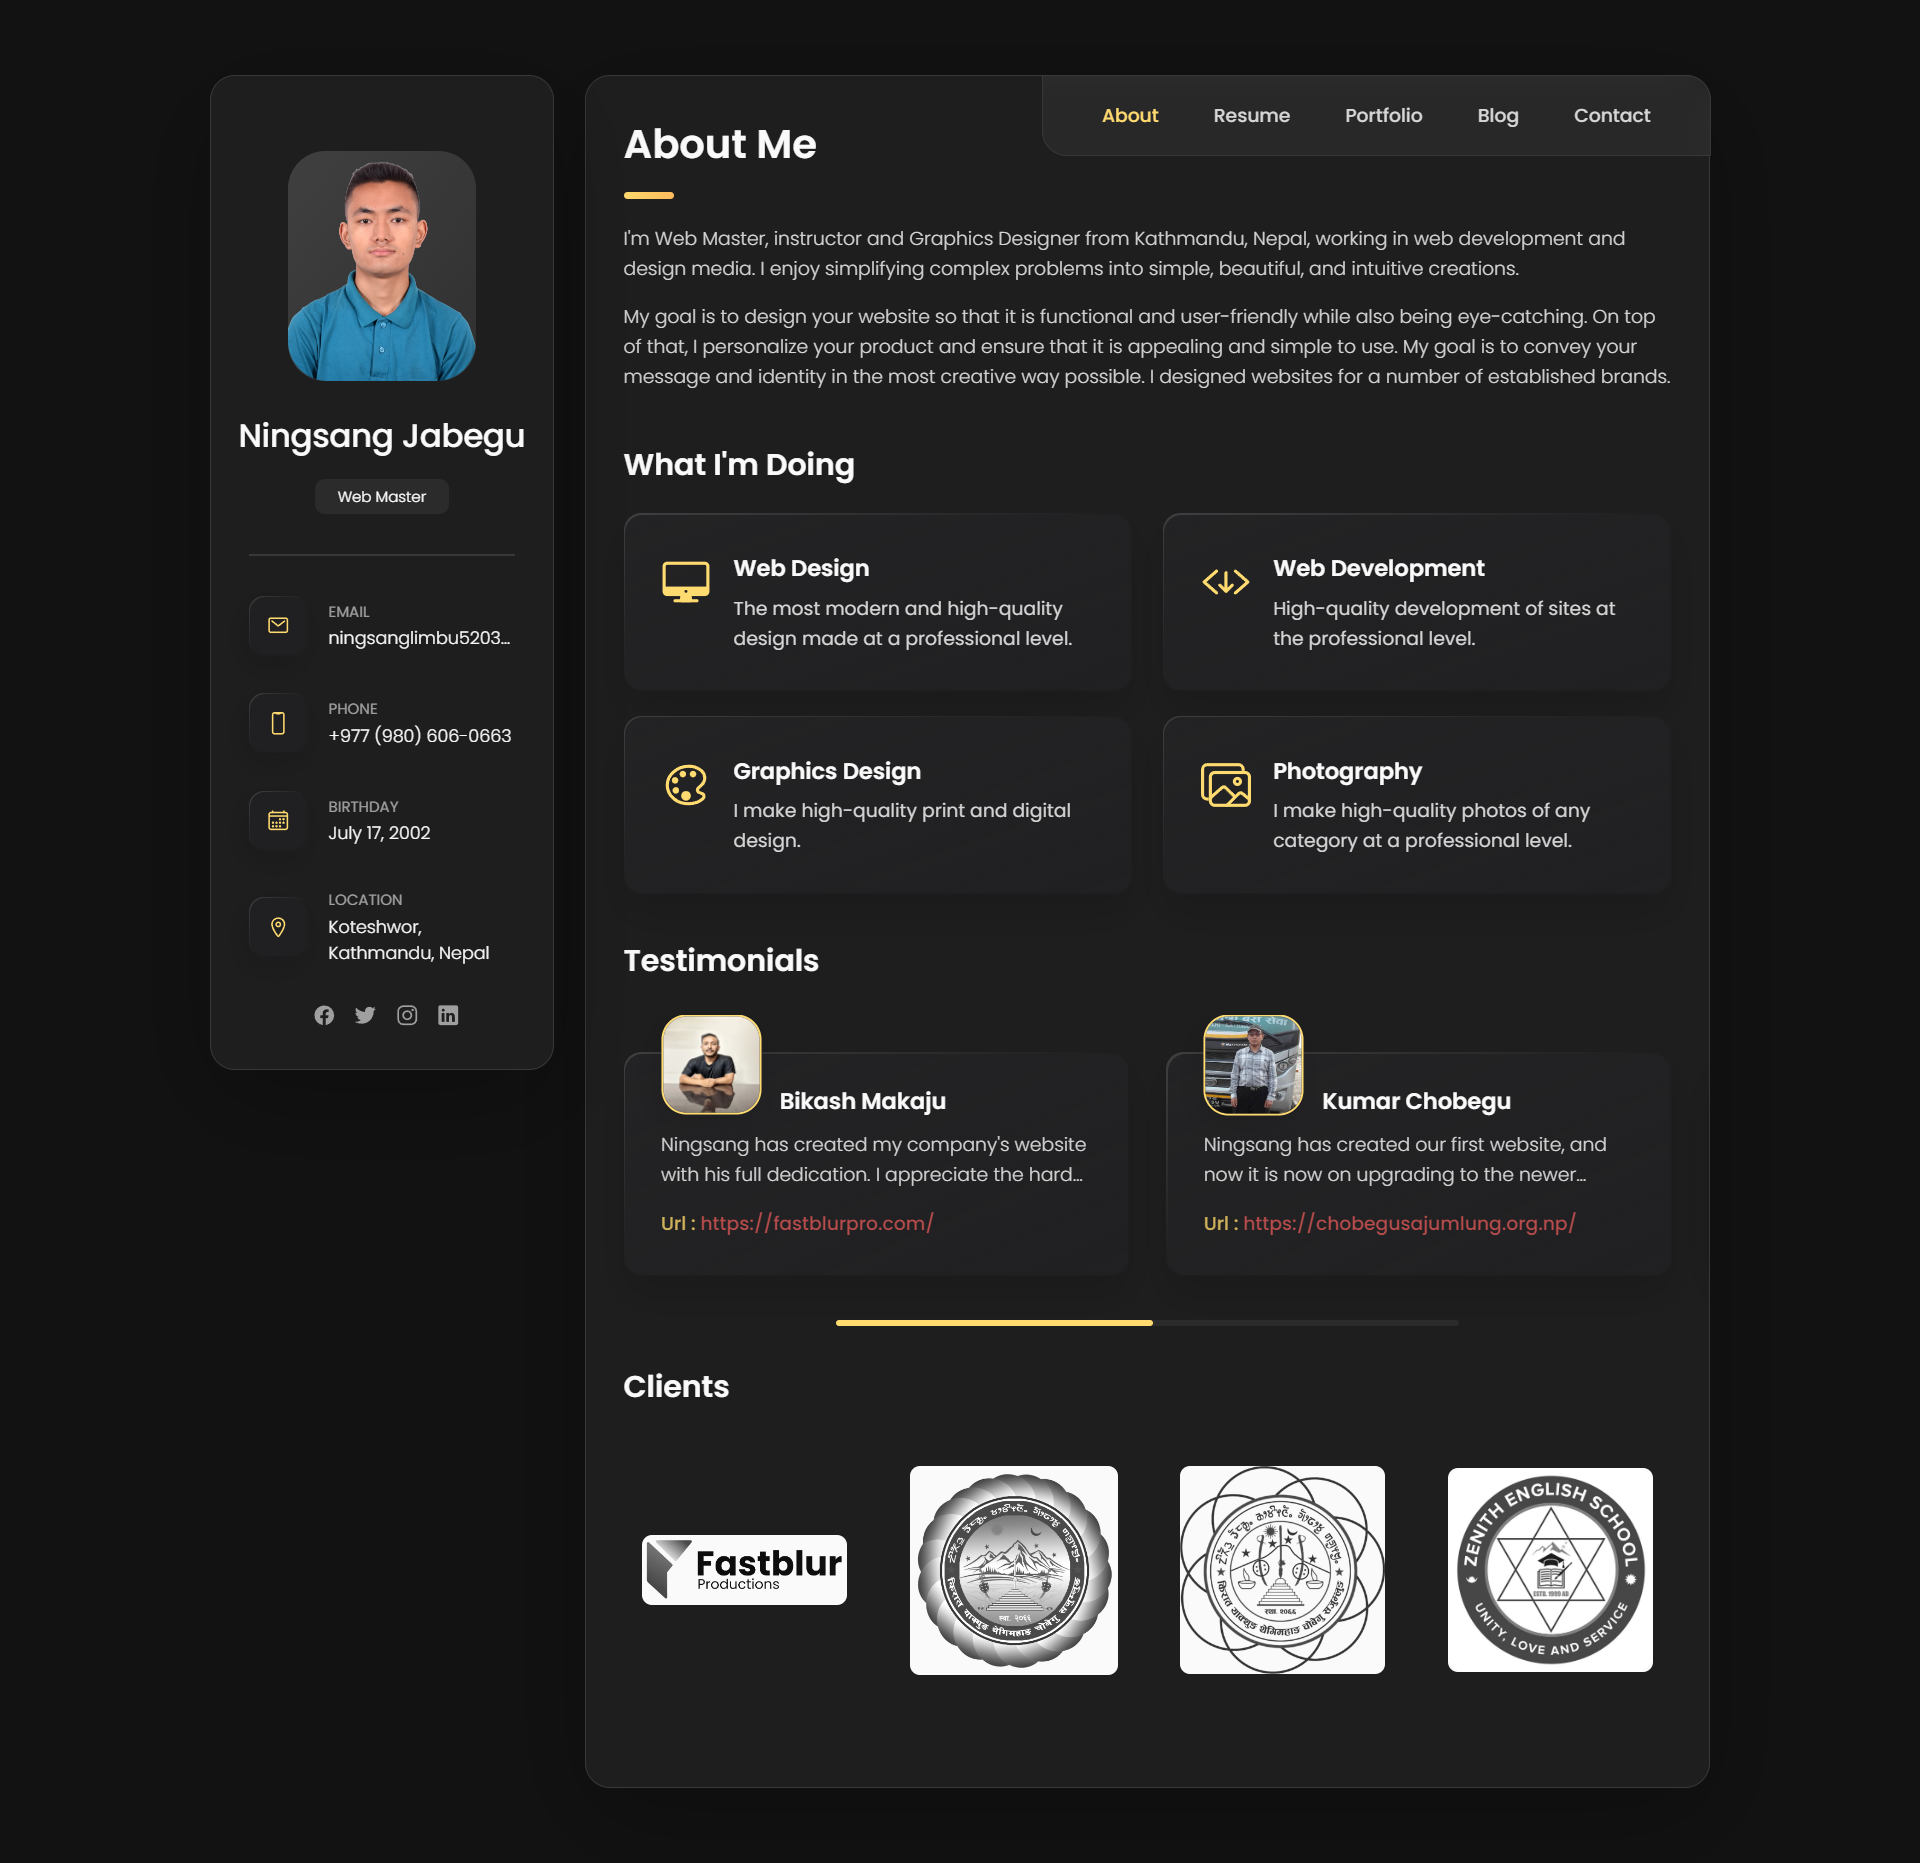 Ningsang Jabegu
Web Master
EMAIL
ningsanglimbu5203...
PHONE
+977 (980) 606-0663
BIRTHDAY
July 17, 2002
LOCATION
Koteshwor,
Kathmandu, Nepal
About
Resume
Portfolio
Blog
Contact
About Me
I'm Web Master, instructor and Graphics Designer from Kathmandu, Nepal, working in web development and
design media. I enjoy simplifying complex problems into simple, beautiful, and intuitive creations.
My goal is to design your website so that it is functional and user-friendly while also being eye-catching. On top
of that, I personalize your product and ensure that it is appealing and simple to use. My goal is to convey your
message and identity in the most creative way possible. I designed websites for a number of established brands.
What I'm Doing
Web Design
The most modern and high-quality
design made at a professional level.
Web Development
High-quality development of sites at
the professional level.
Graphics Design
I make high-quality print and digital
design.
Photography
I make high-quality photos of any
category at a professional level.
Testimonials
Bikash Makaju
Ningsang has created my company's website
with his full dedication. I appreciate the hard...
Url : https://fastblurpro.com/
Kumar Chobegu
Ningsang has created our first website, and
now it is now on upgrading to the newer...
Url : https://chobegusajumlung.org.np/
Clients
Fastblur
Productions
किरात याक्थुङ थेगिमहाङ चोबेगु सजुम्लुङ
स्था. २०६६
किरात याक्थुङ थेगिमहाङ चोबेगु सजुम्लुङ
ZENITH ENGLISH SCHOOL
ESTD. 1999 AD
UNITY, LOVE AND SERVICE